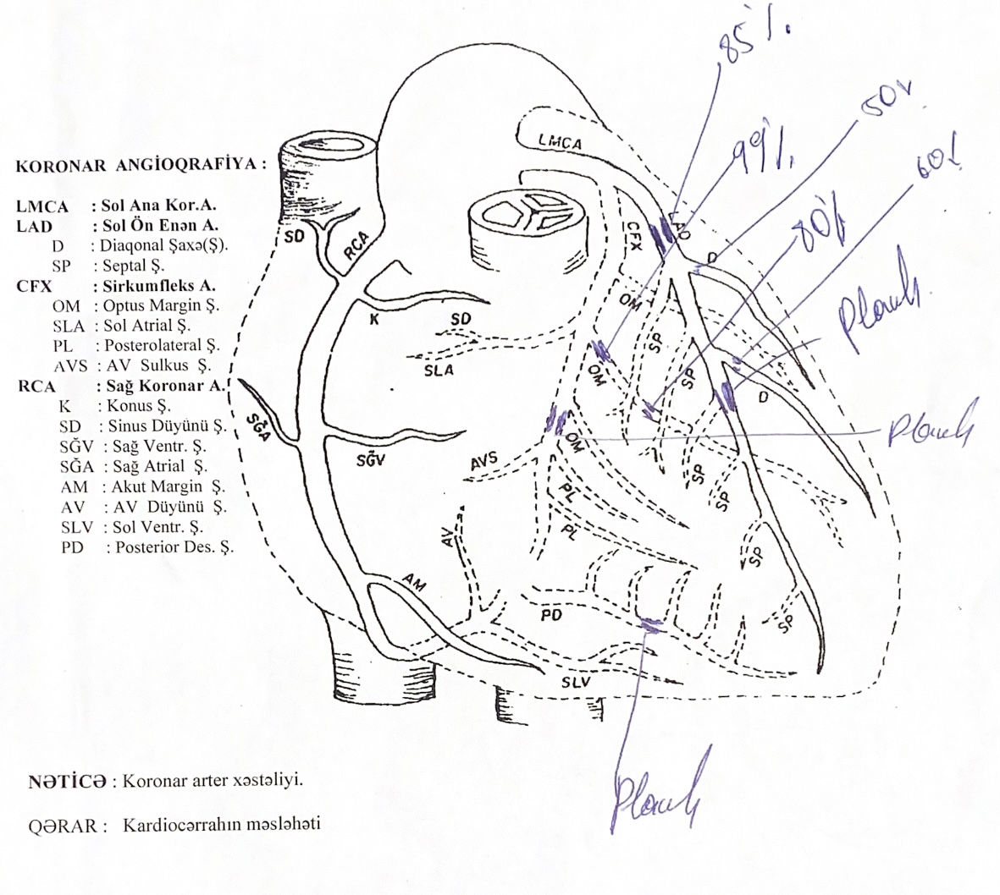 KORONAR ANGİOQRAFİYA :
LMCA : Sol Ana Kor.A.
LAD : Sol Ön Enən A.
D : Diaqonal Şaxə(Ş).
SP : Septal Ş.
CFX : Sirkumfleks A.
OM : Optus Margin Ş.
SLA : Sol Atrial Ş.
PL : Posterolateral Ş.
AVS : AV Sulkus Ş.
RCA : Sağ Koronar A.
K : Konus Ş.
SD : Sinus Düyünü Ş.
SĞV : Sağ Ventr. Ş.
SĞA : Sağ Atrial Ş.
AM : Akut Margin Ş.
AV : AV Düyünü Ş.
SLV : Sol Ventr. Ş.
PD : Posterior Des. Ş.
85%
99%
50%
60%
80%
LMCA
LAD
CFX
D
SD
RCA
K
SD
SLA
OM
SP
OM
SP
D
SĞA
SĞV
AVS
OM
SP
SP
PL
PL
AV
SP
AM
PD
SP
SLV
NƏTİCƏ : Koronar arter xəstəliyi.
QƏRAR : Kardiocərrahın məsləhəti